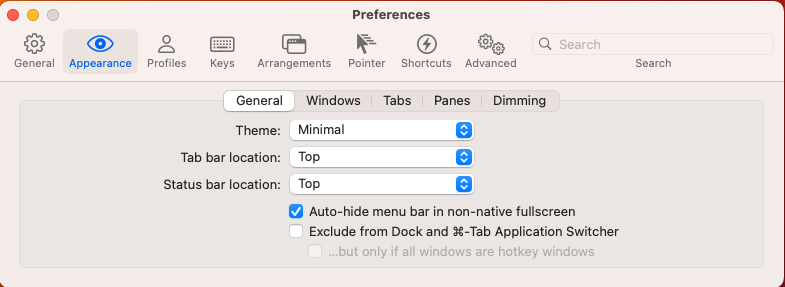 Preferences
General Appearance Profiles Keys Arrangements Pointer Shortcuts Advanced Search Search
General Windows Tabs Panes Dimming
Theme: Minimal
Tab bar location: Top
Status bar location: Top
Auto-hide menu bar in non-native fullscreen
Exclude from Dock and ⌘-Tab Application Switcher
...but only if all windows are hotkey windows